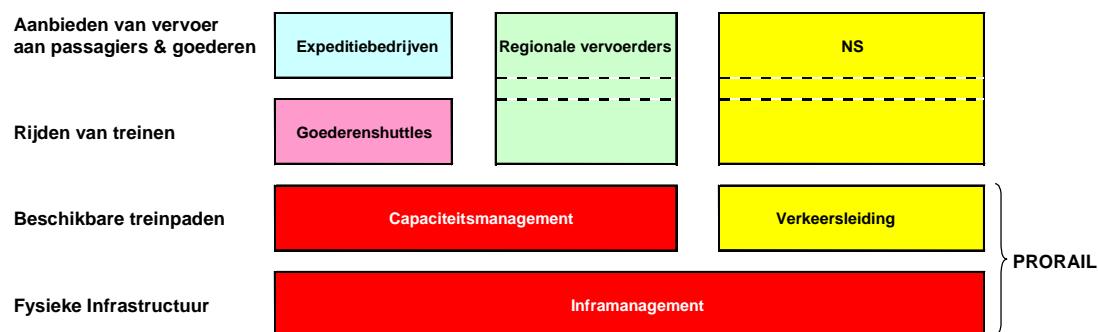 Aanbieden van vervoer
aan passagiers & goederen
Expeditiebedrijven
Regionale vervoerders
NS
Rijden van treinen
Goederenshuttles
Beschikbare treinpaden
Capaciteitsmanagement
Verkeersleiding
PRORAIL
Fysieke Infrastructuur
Inframanagement